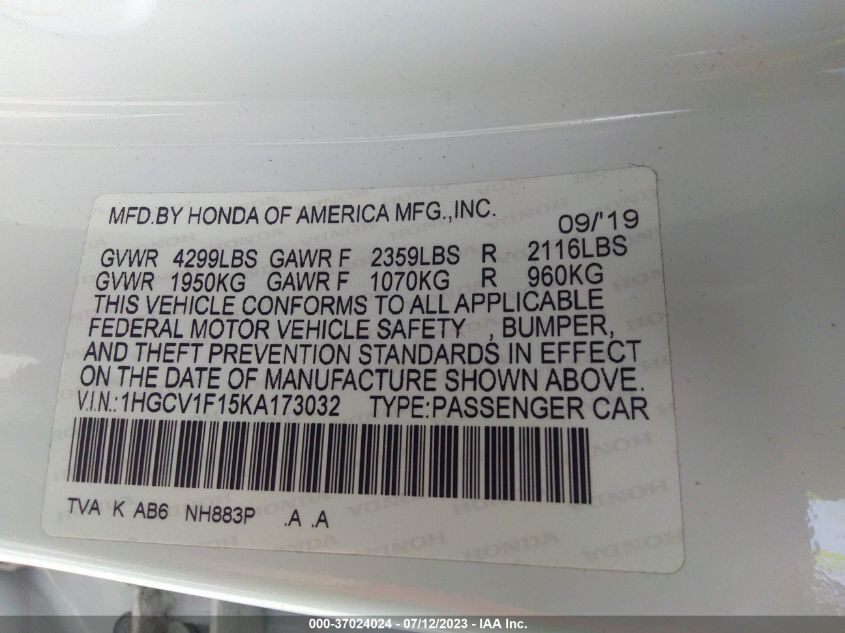 MFD.BY HONDA OF AMERICA MFG.,INC. 09/'19
GVWR 4299LBS GAWR F 2359LBS R 2116LBS
GVWR 1950KG GAWR F 1070KG R 960KG
THIS VEHICLE CONFORMS TO ALL APPLICABLE
FEDERAL MOTOR VEHICLE SAFETY , BUMPER,
AND THEFT PREVENTION STANDARDS IN EFFECT
ON THE DATE OF MANUFACTURE SHOWN ABOVE.
V.I.N.:1HGCV1F15KA173032 TYPE:PASSENGER CAR
TVA K AB6 NH883P .A .A
000-37024024 - 07/12/2023 - IAA Inc.